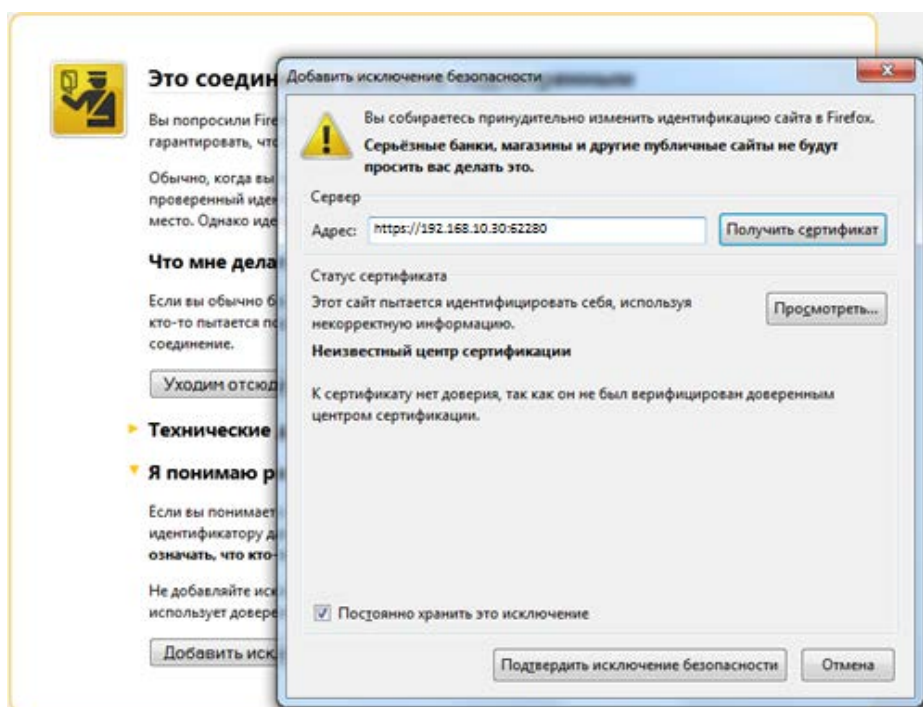 Это соедин
Вы попросили Fire
гарантировать, что
Обычно, когда вы
проверенный иден
место. Однако иде
Что мне дела
Если вы обычно б
кто-то пытается по
соединение.
Уходим отсюд
Технические
Я понимаю р
Если вы понимает
идентификатору д
означать, что кто-
Не добавляйте иск
использует довере
Добавить иск
Добавить исключение безопасности
Вы собираетесь принудительно изменить идентификацию сайта в Firefox.
Серьёзные банки, магазины и другие публичные сайты не будут
просить вас делать это.
Сервер
Адрес: https://192.168.10.30:62280 Получить сертификат
Статус сертификата
Этот сайт пытается идентифицировать себя, используя
некорректную информацию.
Просмотреть...
Неизвестный центр сертификации
К сертификату нет доверия, так как он не был верифицирован доверенным
центром сертификации.
Постоянно хранить это исключение
Подтвердить исключение безопасности Отмена